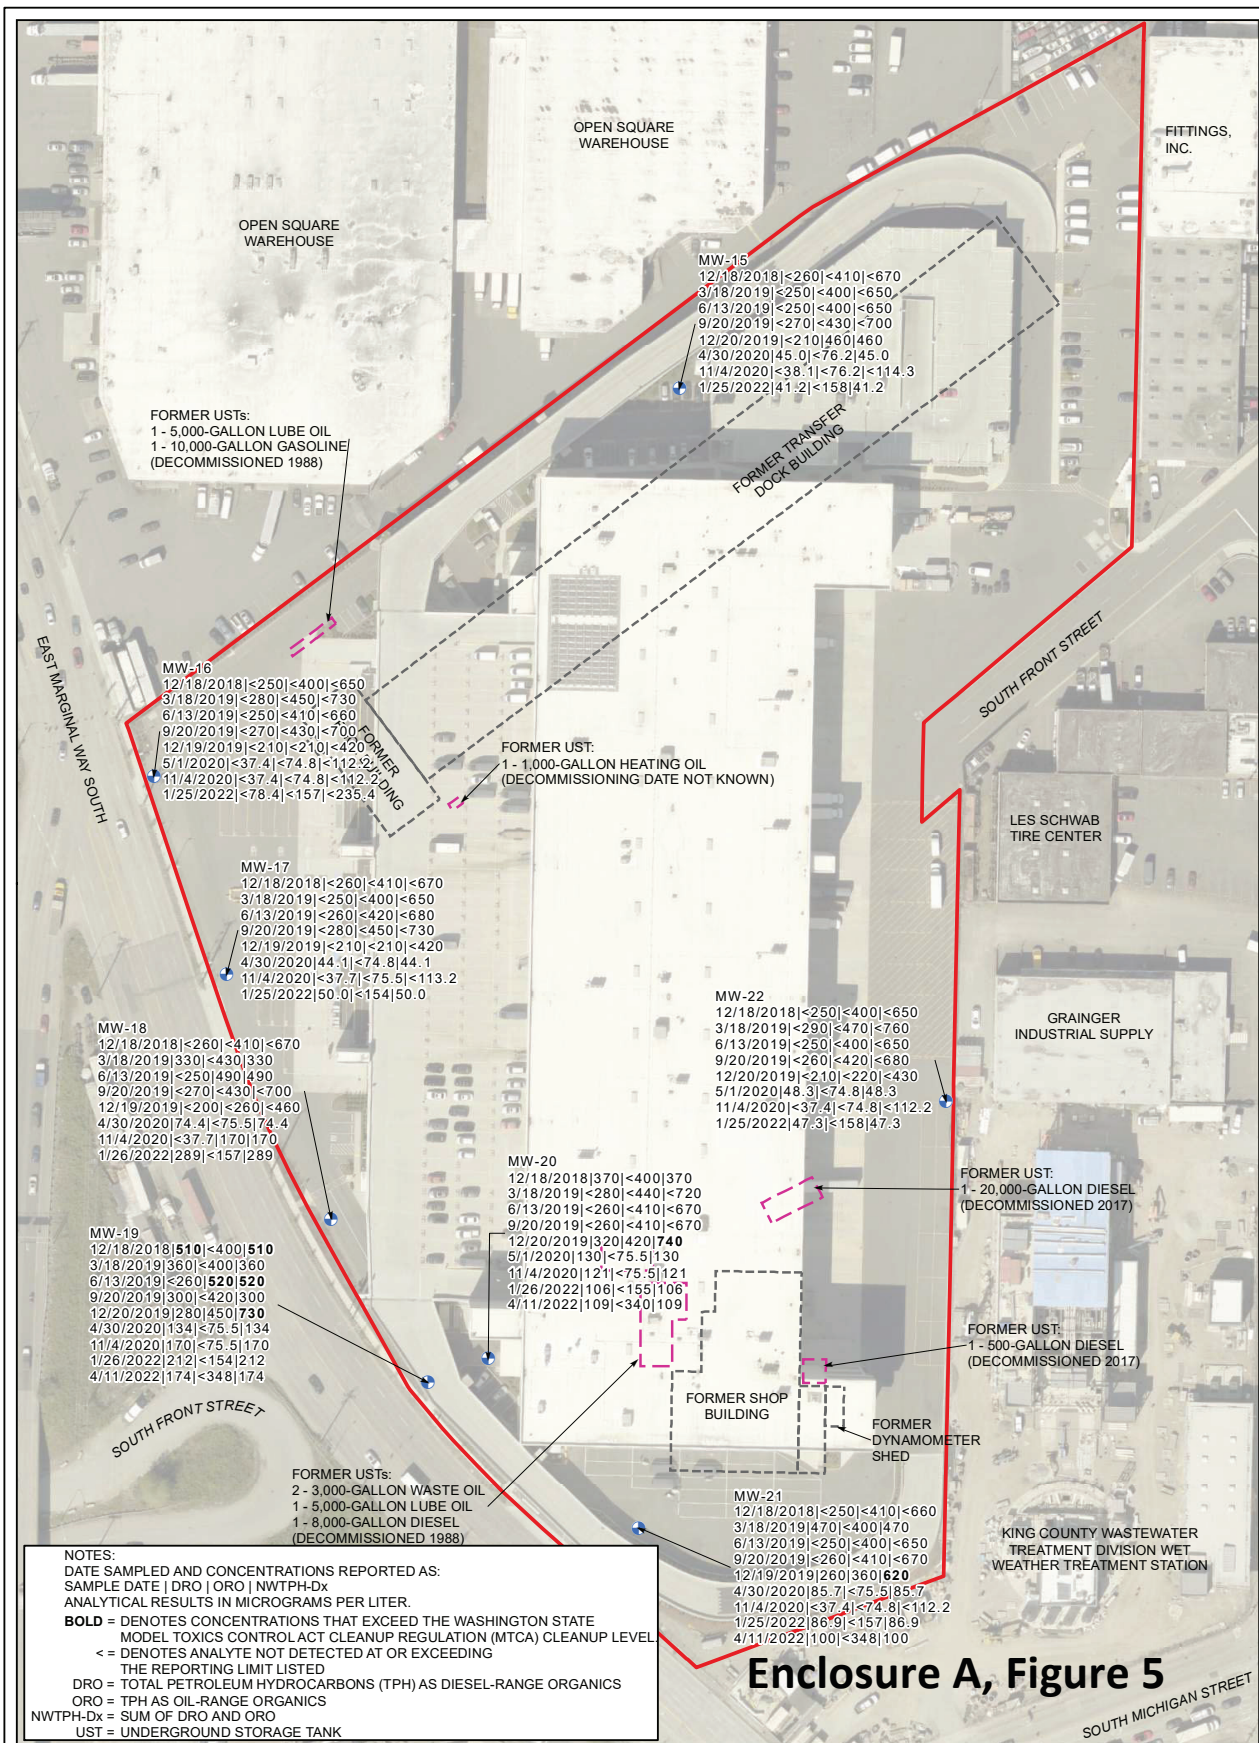 OPEN SQUARE
WAREHOUSE
FITTINGS,
INC.
OPEN SQUARE
WAREHOUSE
MW-15
12/18/2018|<260|<410|<670
3/18/2019|<250|<400|<650
6/13/2019|<250|<400|<650
9/20/2019|<270|<430|<700
12/20/2019|<210|460|460
4/30/2020|45.0|<76.2|45.0
11/4/2020|<38.1|<76.2|<114.3
1/25/2022|41.2|<158|41.2
FORMER USTs:
1 - 5,000-GALLON LUBE OIL
1 - 10,000-GALLON GASOLINE
(DECOMMISSIONED 1988)
FORMER TRANSFER
DOCK BUILDING
EAST MARGINAL WAY SOUTH
SOUTH FRONT STREET
MW-16
12/18/2018|<250|<400|<650
3/18/2019|<280|<450|<730
6/13/2019|<250|<410|<660
9/20/2019|<270|<430|<700
12/19/2019|<210|<210|<420
5/1/2020|<37.4|<74.8|<112.2
11/4/2020|<37.4|<74.8|<112.2
1/25/2022|<78.4|<157|<235.4
FORMER
BUILDING
FORMER UST:
1 - 1,000-GALLON HEATING OIL
(DECOMMISSIONING DATE NOT KNOWN)
LES SCHWAB
TIRE CENTER
MW-17
12/18/2018|<260|<410|<670
3/18/2019|<250|<400|<650
6/13/2019|<260|<420|<680
9/20/2019|<280|<450|<730
12/19/2019|<210|<210|<420
4/30/2020|44.1|<74.8|44.1
11/4/2020|<37.7|<75.5|<113.2
1/25/2022|50.0|<154|50.0
MW-22
12/18/2018|<250|<400|<650
3/18/2019|<290|<470|<760
6/13/2019|<250|<400|<650
9/20/2019|<260|<420|<680
12/20/2019|<210|<220|<430
5/1/2020|48.3|<74.8|48.3
11/4/2020|<37.4|<74.8|<112.2
1/25/2022|47.3|<158|47.3
GRAINGER
INDUSTRIAL SUPPLY
MW-18
12/18/2018|<260|<410|<670
3/18/2019|330|<430|330
6/13/2019|<250|490|490
9/20/2019|<270|<430|<700
12/19/2019|<200|<260|<460
4/30/2020|74.4|<75.5|74.4
11/4/2020|<37.7|170|170
1/26/2022|289|<157|289
MW-20
12/18/2018|370|<400|370
3/18/2019|<280|<440|<720
6/13/2019|<260|<410|<670
9/20/2019|<260|<410|<670
12/20/2019|320|420|740
5/1/2020|130|<75.5|130
11/4/2020|121|<75.5|121
1/26/2022|106|<155|106
4/11/2022|109|<340|109
FORMER UST:
1 - 20,000-GALLON DIESEL
(DECOMMISSIONED 2017)
MW-19
12/18/2018|510|<400|510
3/18/2019|360|<400|360
6/13/2019|<260|520|520
9/20/2019|300|<420|300
12/20/2019|280|450|730
4/30/2020|134|<75.5|134
11/4/2020|170|<75.5|170
1/26/2022|212|<154|212
4/11/2022|174|<348|174
FORMER UST:
1 - 500-GALLON DIESEL
(DECOMMISSIONED 2017)
FORMER SHOP
BUILDING
FORMER
DYNAMOMETER
SHED
SOUTH FRONT STREET
FORMER USTs:
2 - 3,000-GALLON WASTE OIL
1 - 5,000-GALLON LUBE OIL
1 - 8,000-GALLON DIESEL
(DECOMMISSIONED 1988)
MW-21
12/18/2018|<250|<410|<660
3/18/2019|470|<400|470
6/13/2019|<250|<400|<650
9/20/2019|<260|<410|<670
12/19/2019|260|360|620
4/30/2020|85.7|<75.5|85.7
11/4/2020|<37.4|<74.8|<112.2
1/25/2022|86.9|<157|86.9
4/11/2022|100|<348|100
KING COUNTY WASTEWATER
TREATMENT DIVISION WET
WEATHER TREATMENT STATION
NOTES:
DATE SAMPLED AND CONCENTRATIONS REPORTED AS:
SAMPLE DATE | DRO | ORO | NWTPH-Dx
ANALYTICAL RESULTS IN MICROGRAMS PER LITER.
BOLD = DENOTES CONCENTRATIONS THAT EXCEED THE WASHINGTON STATE
MODEL TOXICS CONTROL ACT CLEANUP REGULATION (MTCA) CLEANUP LEVEL.
< = DENOTES ANALYTE NOT DETECTED AT OR EXCEEDING
THE REPORTING LIMIT LISTED
DRO = TOTAL PETROLEUM HYDROCARBONS (TPH) AS DIESEL-RANGE ORGANICS
ORO = TPH AS OIL-RANGE ORGANICS
NWTPH-Dx = SUM OF DRO AND ORO
UST = UNDERGROUND STORAGE TANK
Enclosure A, Figure 5
SOUTH MICHIGAN STREET